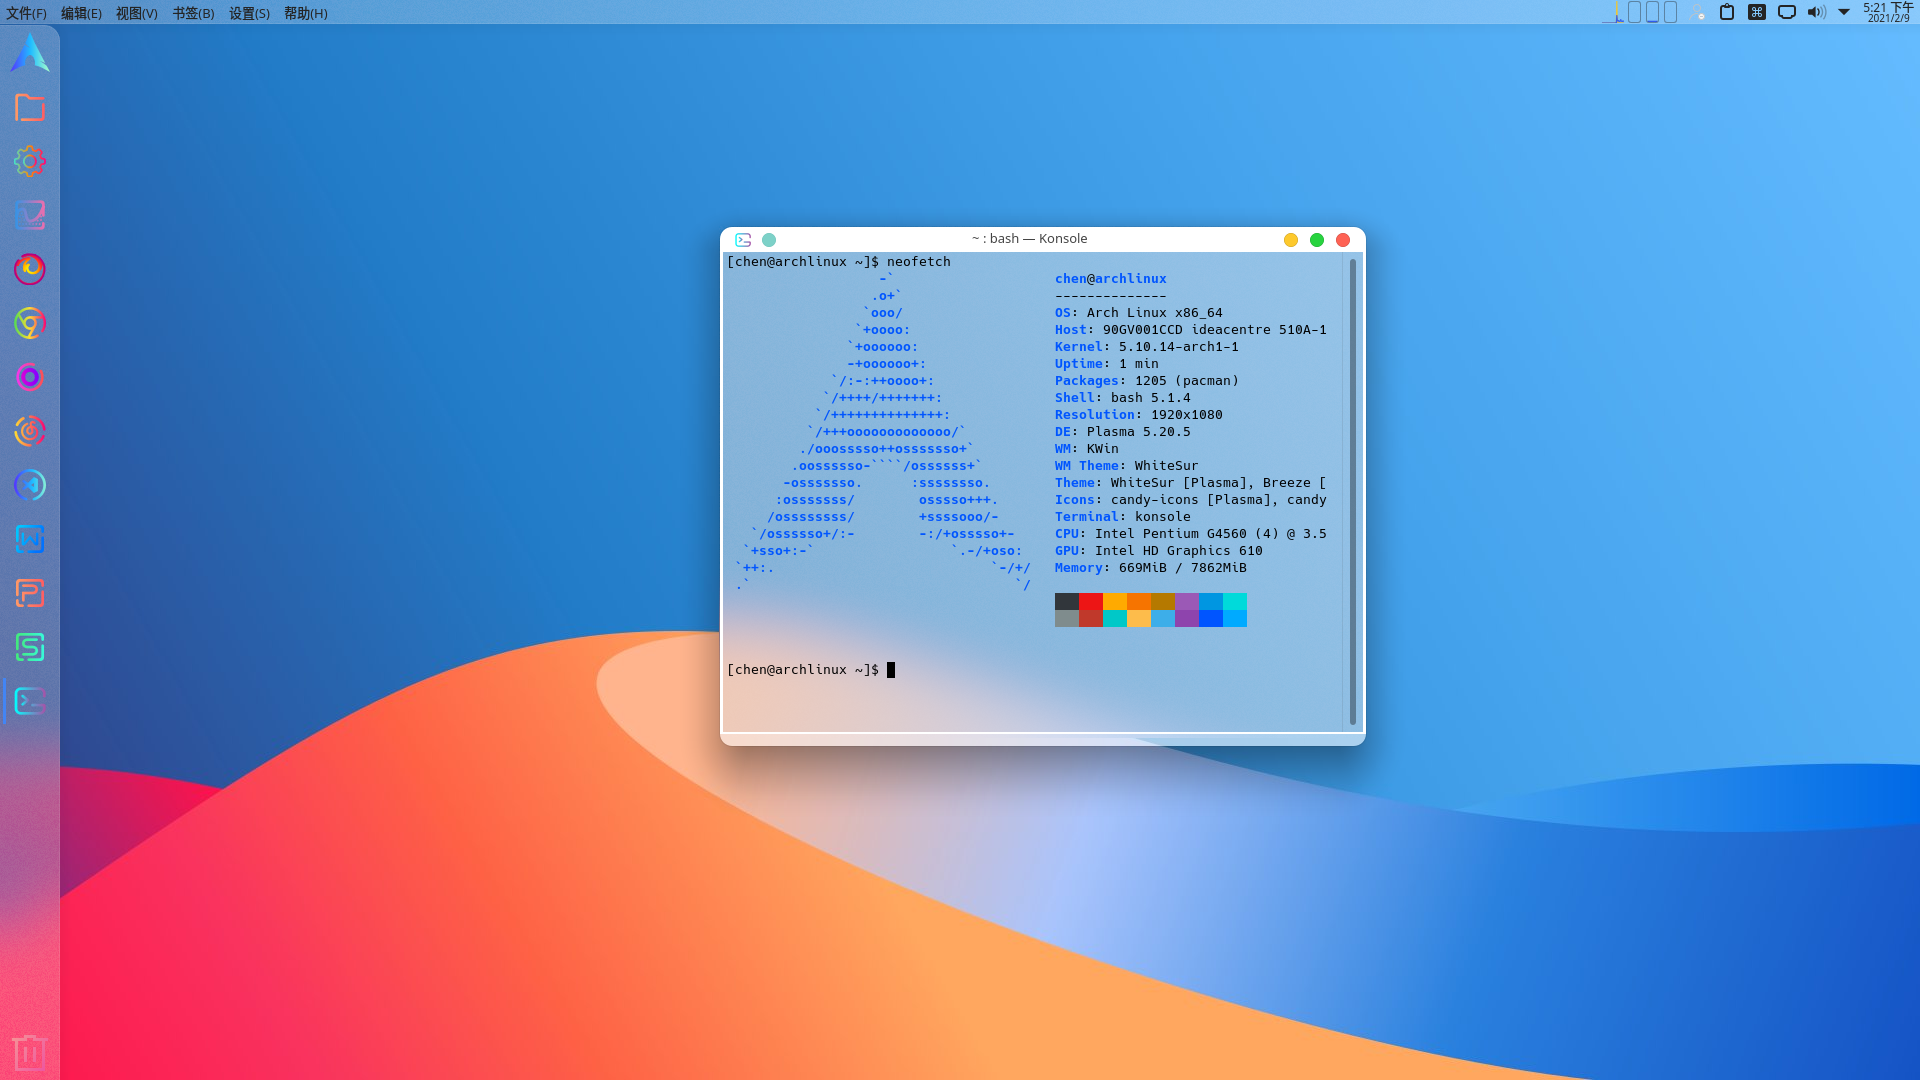 文件(F) 编辑(E) 视图(V) 书签(B) 设置(S) 帮助(H)
5:21 下午
2021/2/9
~ : bash — Konsole
[chen@archlinux ~]$ neofetch
-`
.o+`
`ooo/
`+oooo:
`+oooooo:
-+oooooo+:
`/:-:++oooo+:
`/++++/+++++++:
`/++++++++++++++:
`/+++ooooooooooooo/`
./ooosssso++osssssso+`
.oossssso-````/ossssss+`
-osssssso.      :ssssssso.
:osssssss/        osssso+++.
/ossssssss/        +ssssooo/-
`/ossssso+/:-        -:/+osssso+-
`+sso+:-`                 `.-/+oso:
`++:.                           `-/+/
.`                                 `/
chen@archlinux
--------------
OS: Arch Linux x86_64
Host: 90GV001CCD ideacentre 510A-1
Kernel: 5.10.14-arch1-1
Uptime: 1 min
Packages: 1205 (pacman)
Shell: bash 5.1.4
Resolution: 1920x1080
DE: Plasma 5.20.5
WM: KWin
WM Theme: WhiteSur
Theme: WhiteSur [Plasma], Breeze [
Icons: candy-icons [Plasma], candy
Terminal: konsole
CPU: Intel Pentium G4560 (4) @ 3.5
GPU: Intel HD Graphics 610
Memory: 669MiB / 7862MiB
[chen@archlinux ~]$